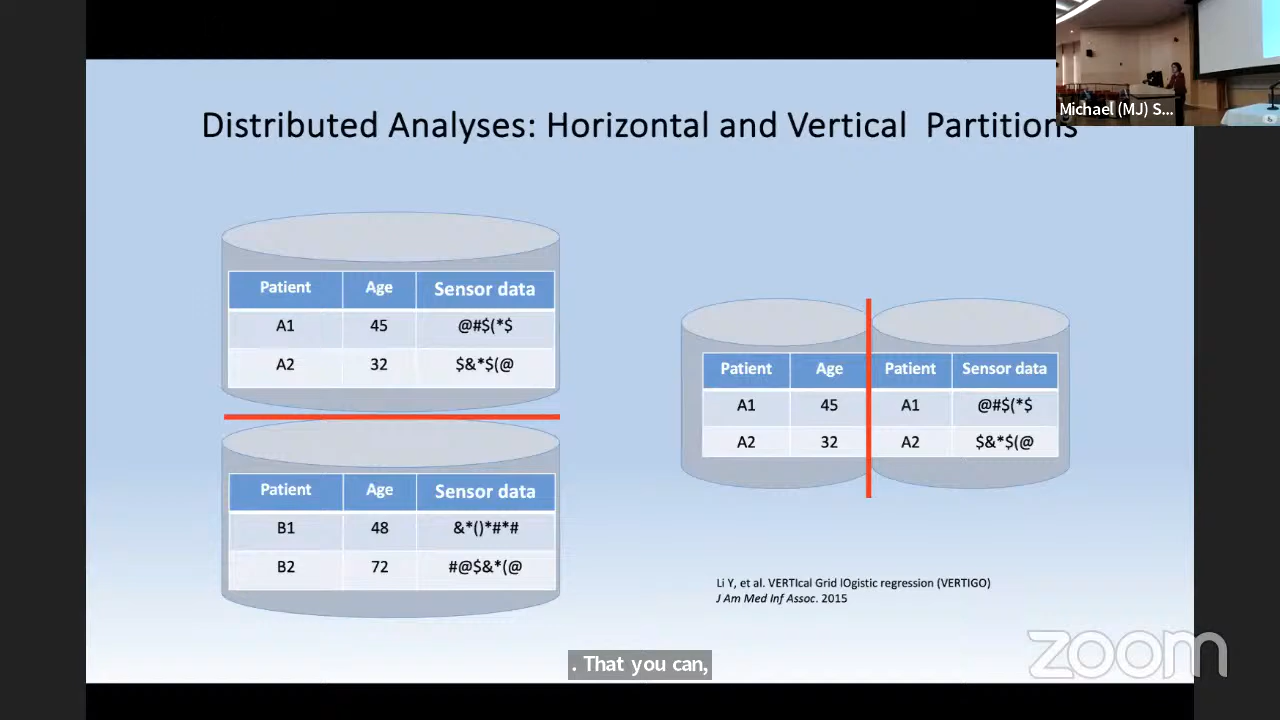 Michael (MJ) S...
Distributed Analyses: Horizontal and Vertical Partitions
Patient Age Sensor data
A1 45 @#$(*$
A2 32 $&*$(@
Patient Age Sensor data
B1 48 &*()*#*#
B2 72 #@$&*(@
Patient Age Patient Sensor data
A1 45 A1 @#$(*$
A2 32 A2 $&*$(@
Li Y, et al. VERTIcal Grid lOgistic regression (VERTIGO)
J Am Med Inf Assoc. 2015
. That you can,
zoom